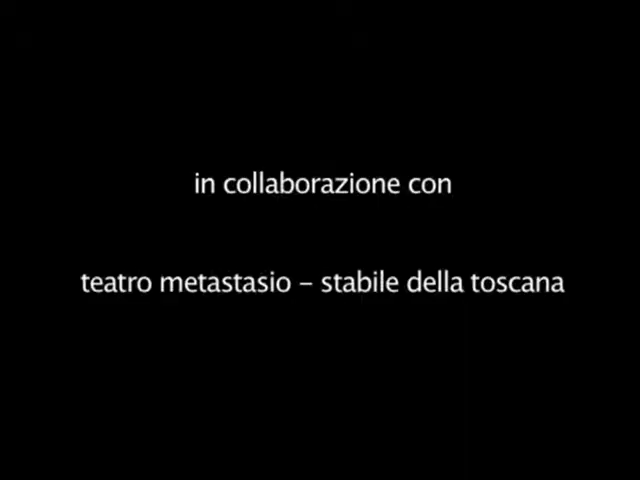 in collaborazione con
teatro metastasio – stabile della toscana